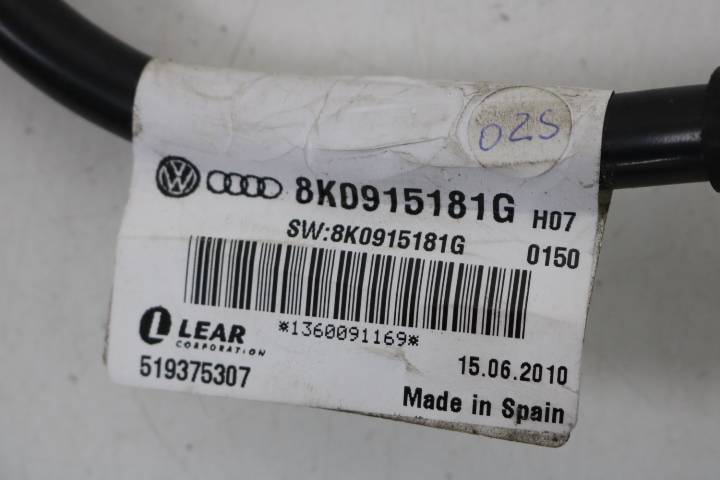 02S
8K0915181G H07
SW:8K0915181G 0150
*1360091169*
LEAR
CORPORATION
519375307
15.06.2010
Made in Spain